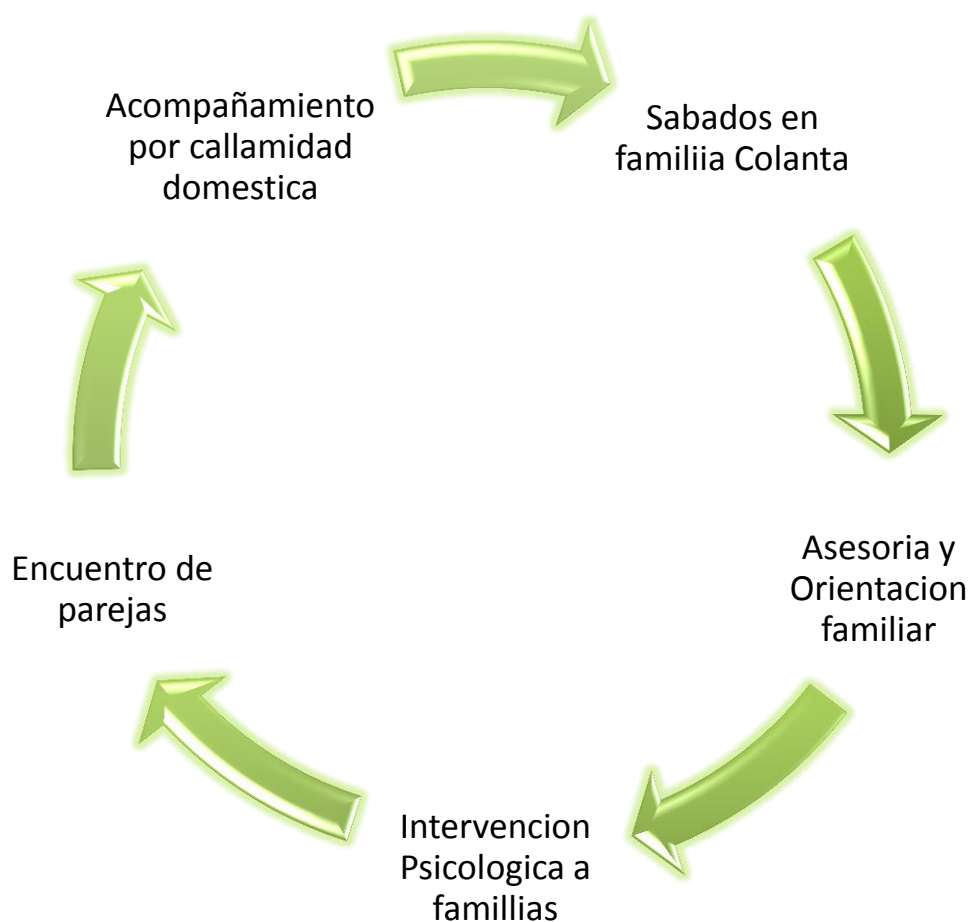 Acompañamiento
por callamidad
domestica
Sabados en
familiia Colanta
Asesoria y
Orientacion
familiar
Intervencion
Psicologica a
famillias
Encuentro de
parejas